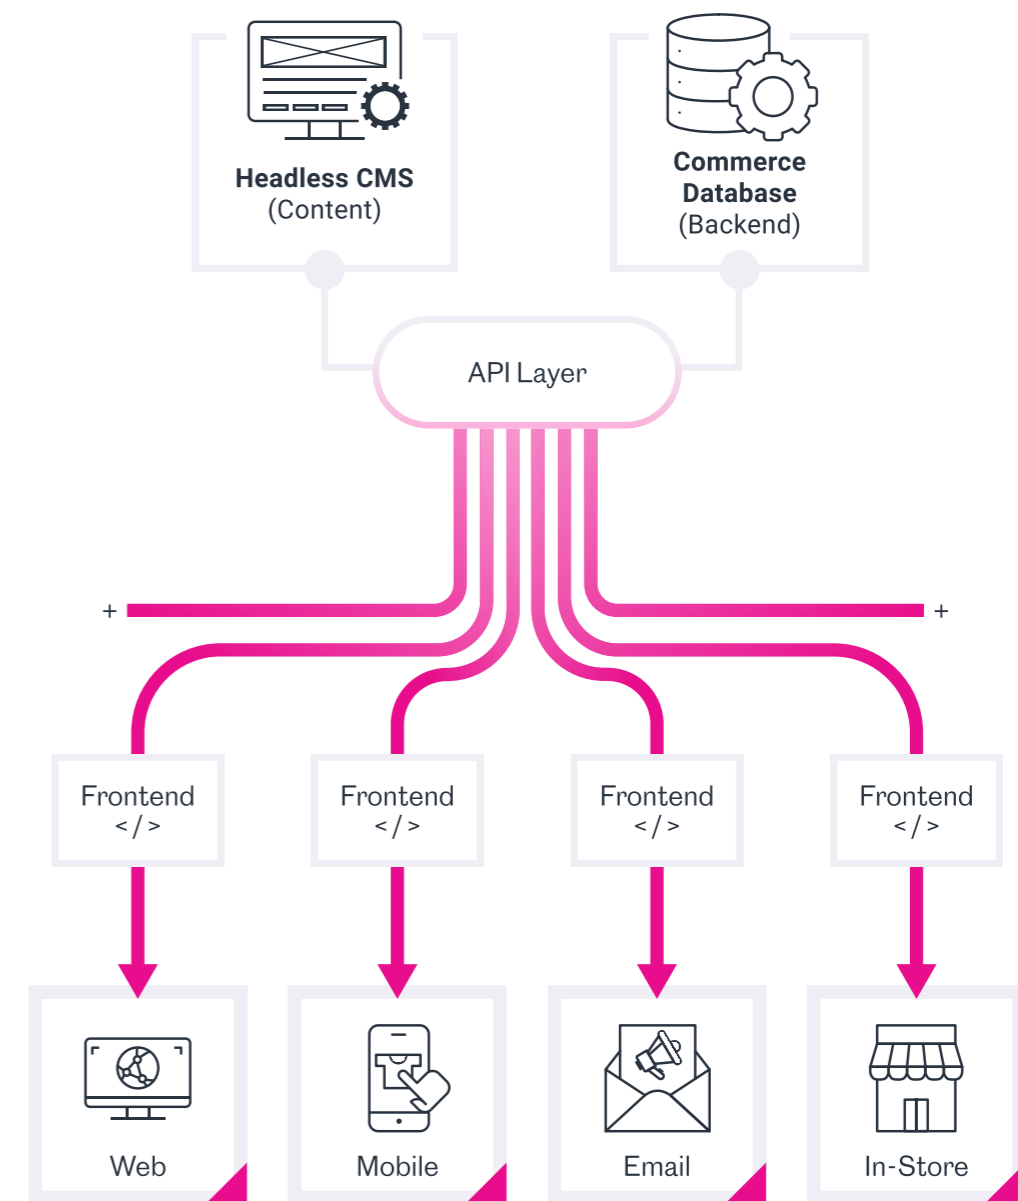 Headless CMS
(Content)
Commerce
Database
(Backend)
API Layer
+
+
Frontend
</>
Frontend
</>
Frontend
</>
Frontend
</>
Web
Mobile
Email
In-Store